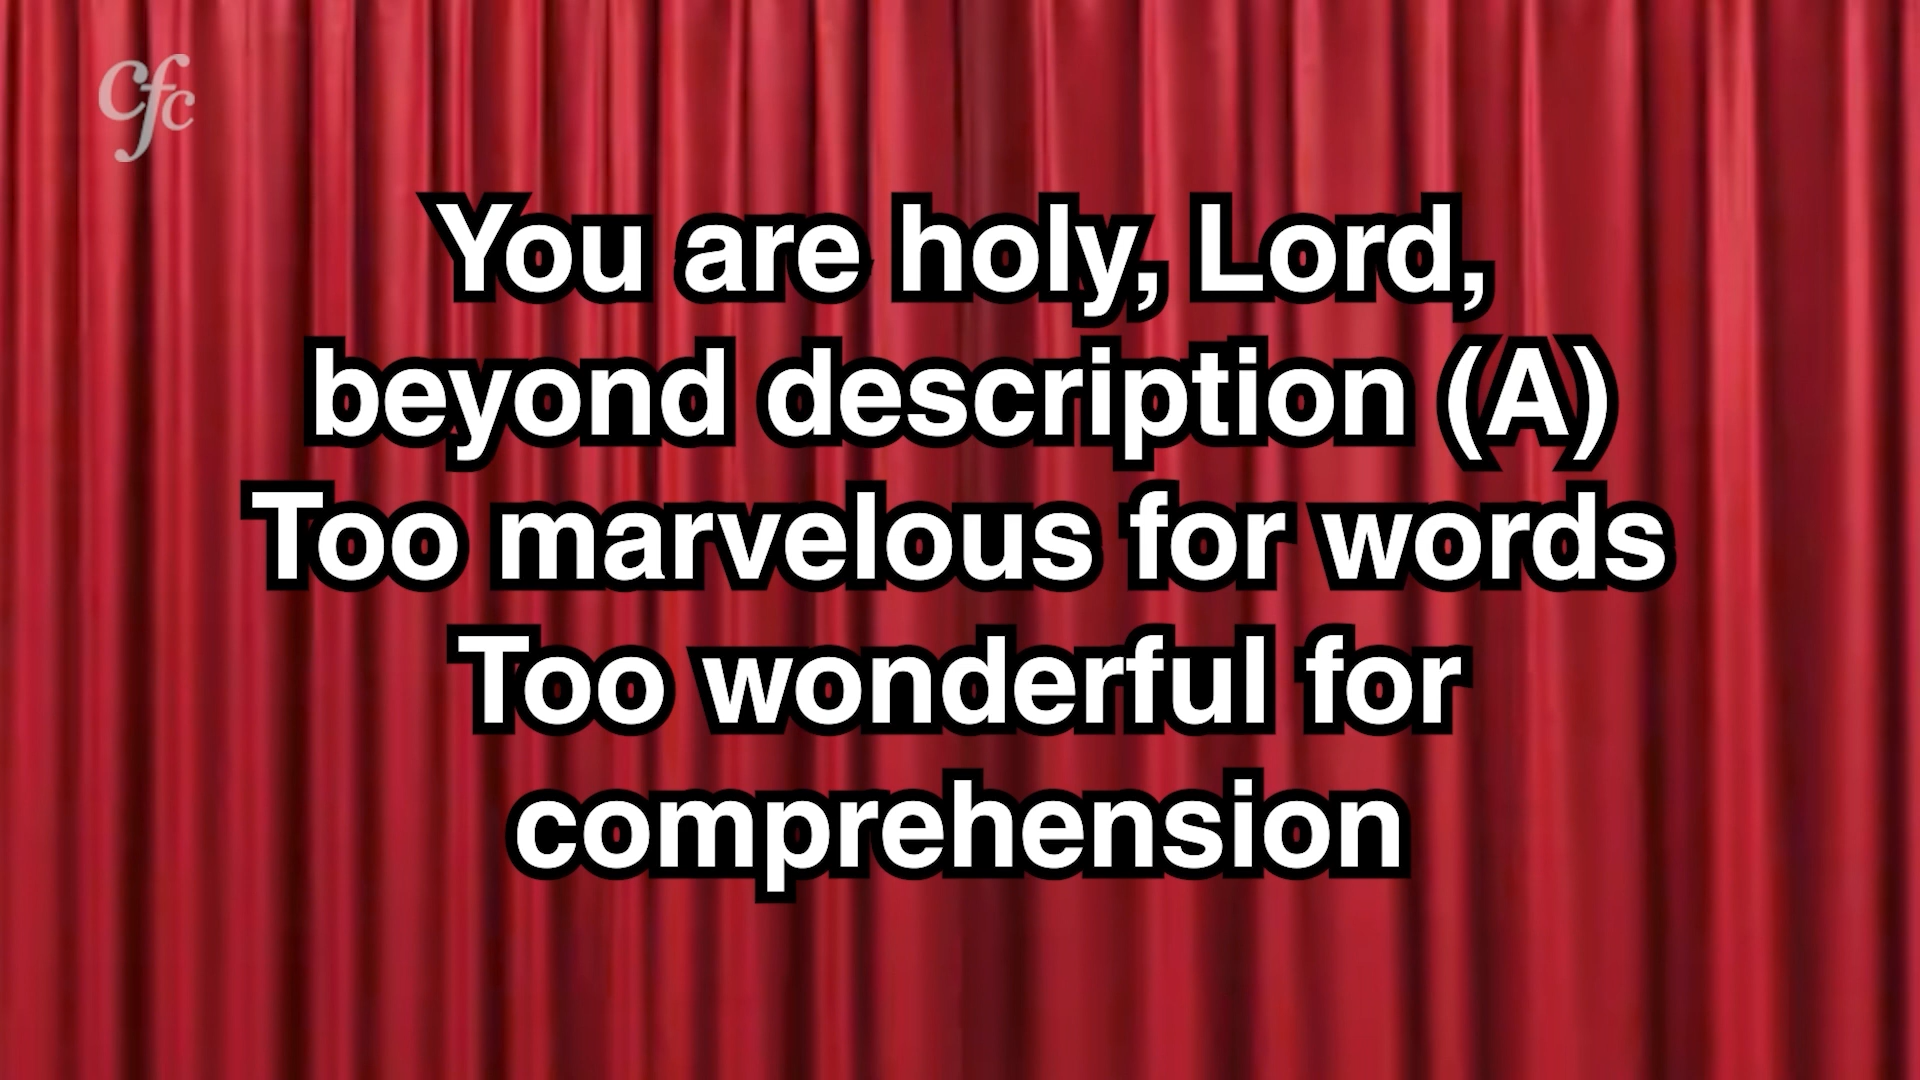 cfc
You are holy, Lord,
beyond description (A)
Too marvelous for words
Too wonderful for
comprehension